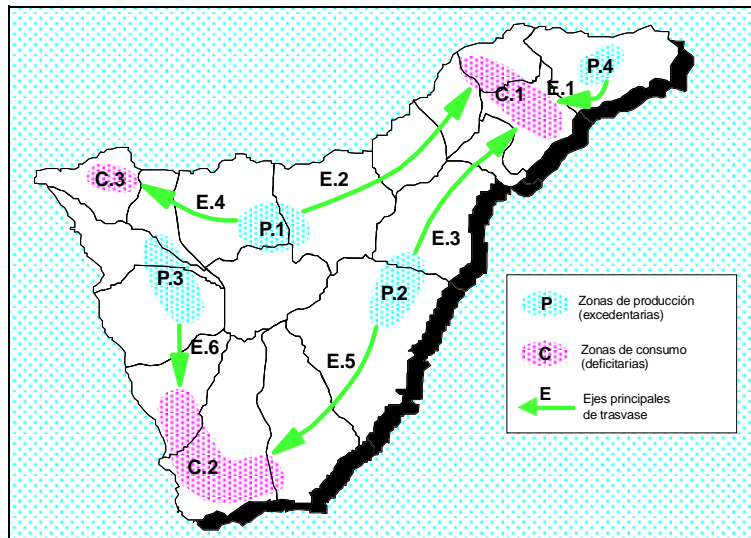 P.4
C.1
E.1
C.3
E.2
E.4
P.1
E.3
P.3
P.2
E.6
E.5
C.2
P
Zonas de producción
(excedentarias)
C
Zonas de consumo
(deficitarias)
E
Ejes principales
de trasvase